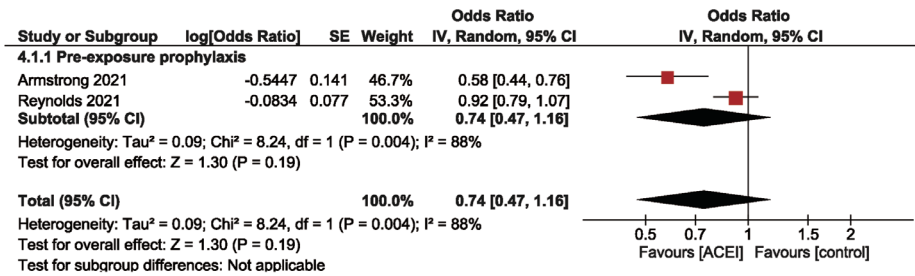 Odds Ratio Odds Ratio
Study or Subgroup log[Odds Ratio] SE Weight IV, Random, 95% CI IV, Random, 95% CI
4.1.1 Pre-exposure prophylaxis
Armstrong 2021 -0.5447 0.141 46.7% 0.58 [0.44, 0.76]
Reynolds 2021 -0.0834 0.077 53.3% 0.92 [0.79, 1.07]
Subtotal (95% CI) 100.0% 0.74 [0.47, 1.16]
Heterogeneity: Tau² = 0.09; Chi² = 8.24, df = 1 (P = 0.004); I² = 88%
Test for overall effect: Z = 1.30 (P = 0.19)
Total (95% CI) 100.0% 0.74 [0.47, 1.16]
Heterogeneity: Tau² = 0.09; Chi² = 8.24, df = 1 (P = 0.004); I² = 88%
Test for overall effect: Z = 1.30 (P = 0.19)
Test for subgroup differences: Not applicable
0.5 0.7 1 1.5 2
Favours [ACEI] Favours [control]